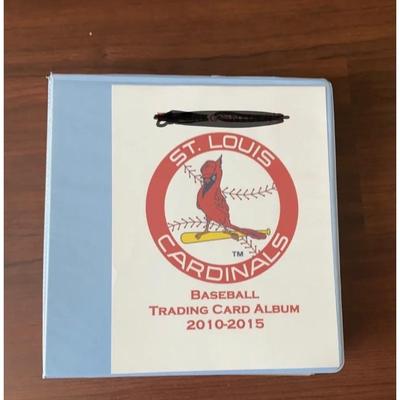 ST. LOUIS
CARDINALS
TM
BASEBALL
TRADING CARD ALBUM
2010-2015